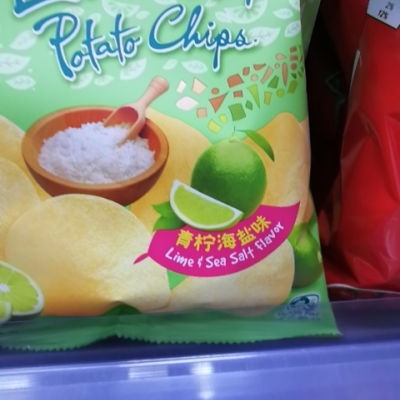 Potato Chips
青柠海盐味
Lime & Sea Salt Flavor